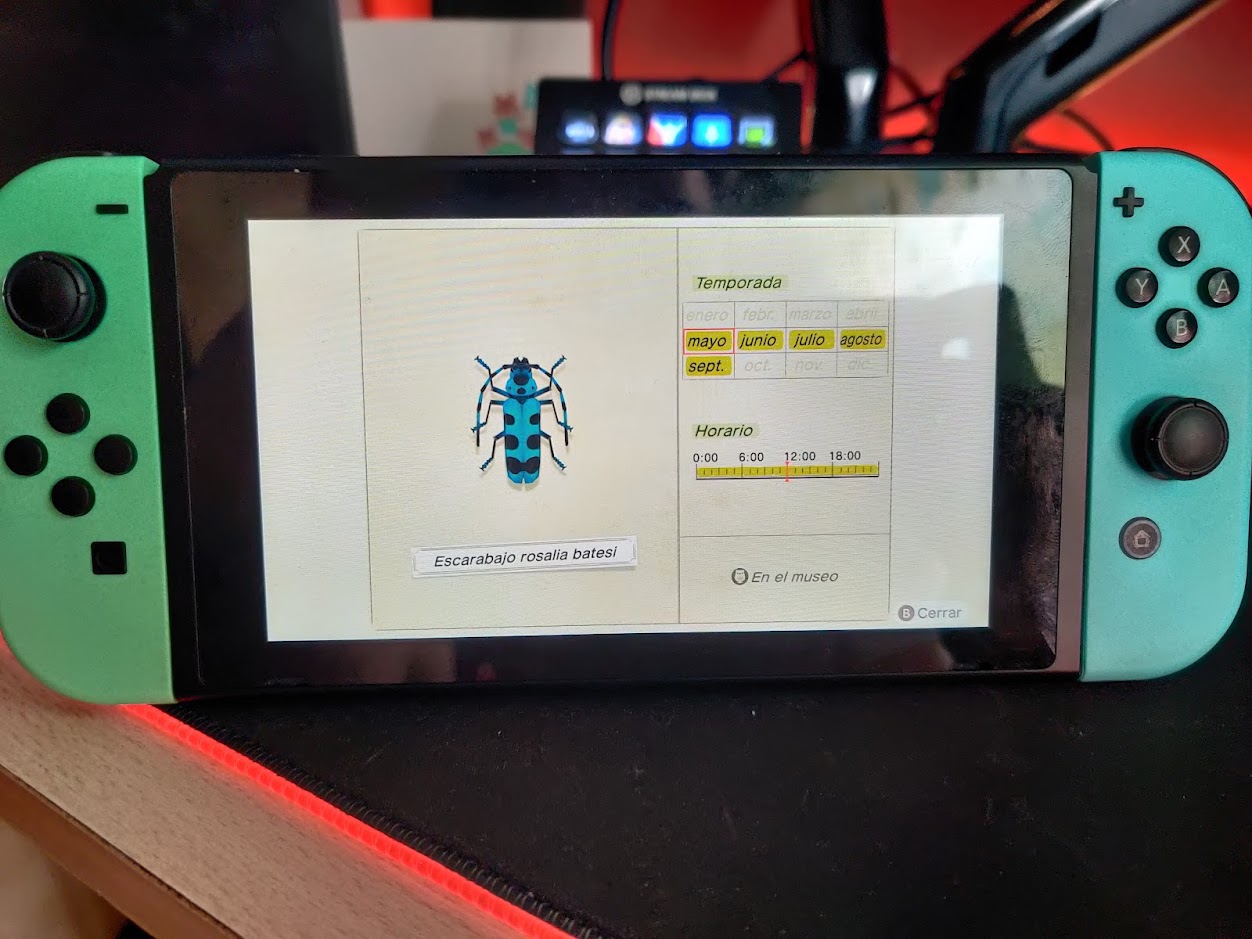 Temporada
enero febr. marzo abril
mayo junio julio agosto
sept. oct. nov. dic.
Horario
0:00 6:00 12:00 18:00
Escarabajo rosalia batesi
En el museo
B Cerrar
X
Y A
B